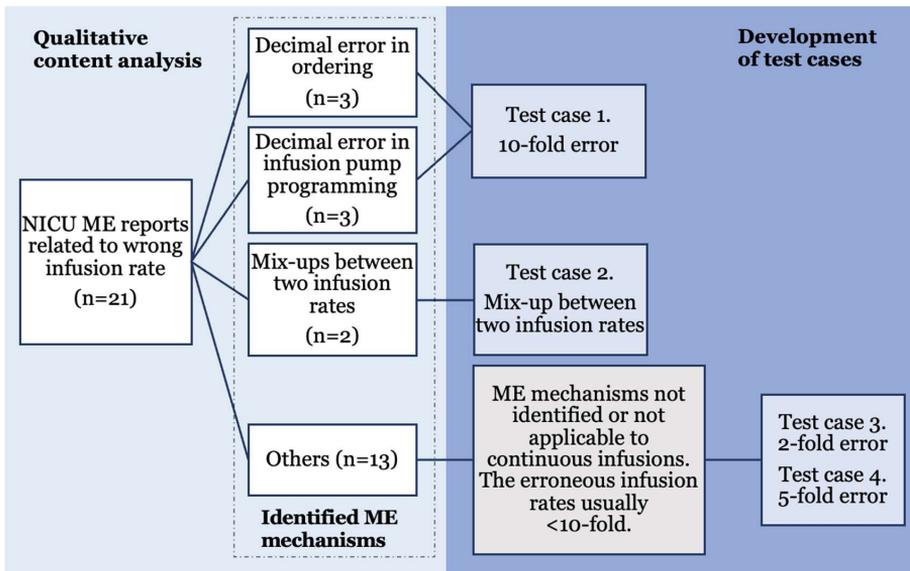 Qualitative
content analysis
Development
of test cases
NICU ME reports
related to wrong
infusion rate
(n=21)
Decimal error in
ordering
(n=3)
Decimal error in
infusion pump
programming
(n=3)
Mix-ups between
two infusion
rates
(n=2)
Others (n=13)
Identified ME
mechanisms
Test case 1.
10-fold error
Test case 2.
Mix-up between
two infusion rates
ME mechanisms not
identified or not
applicable to
continuous infusions.
The erroneous infusion
rates usually
<10-fold.
Test case 3.
2-fold error
Test case 4.
5-fold error